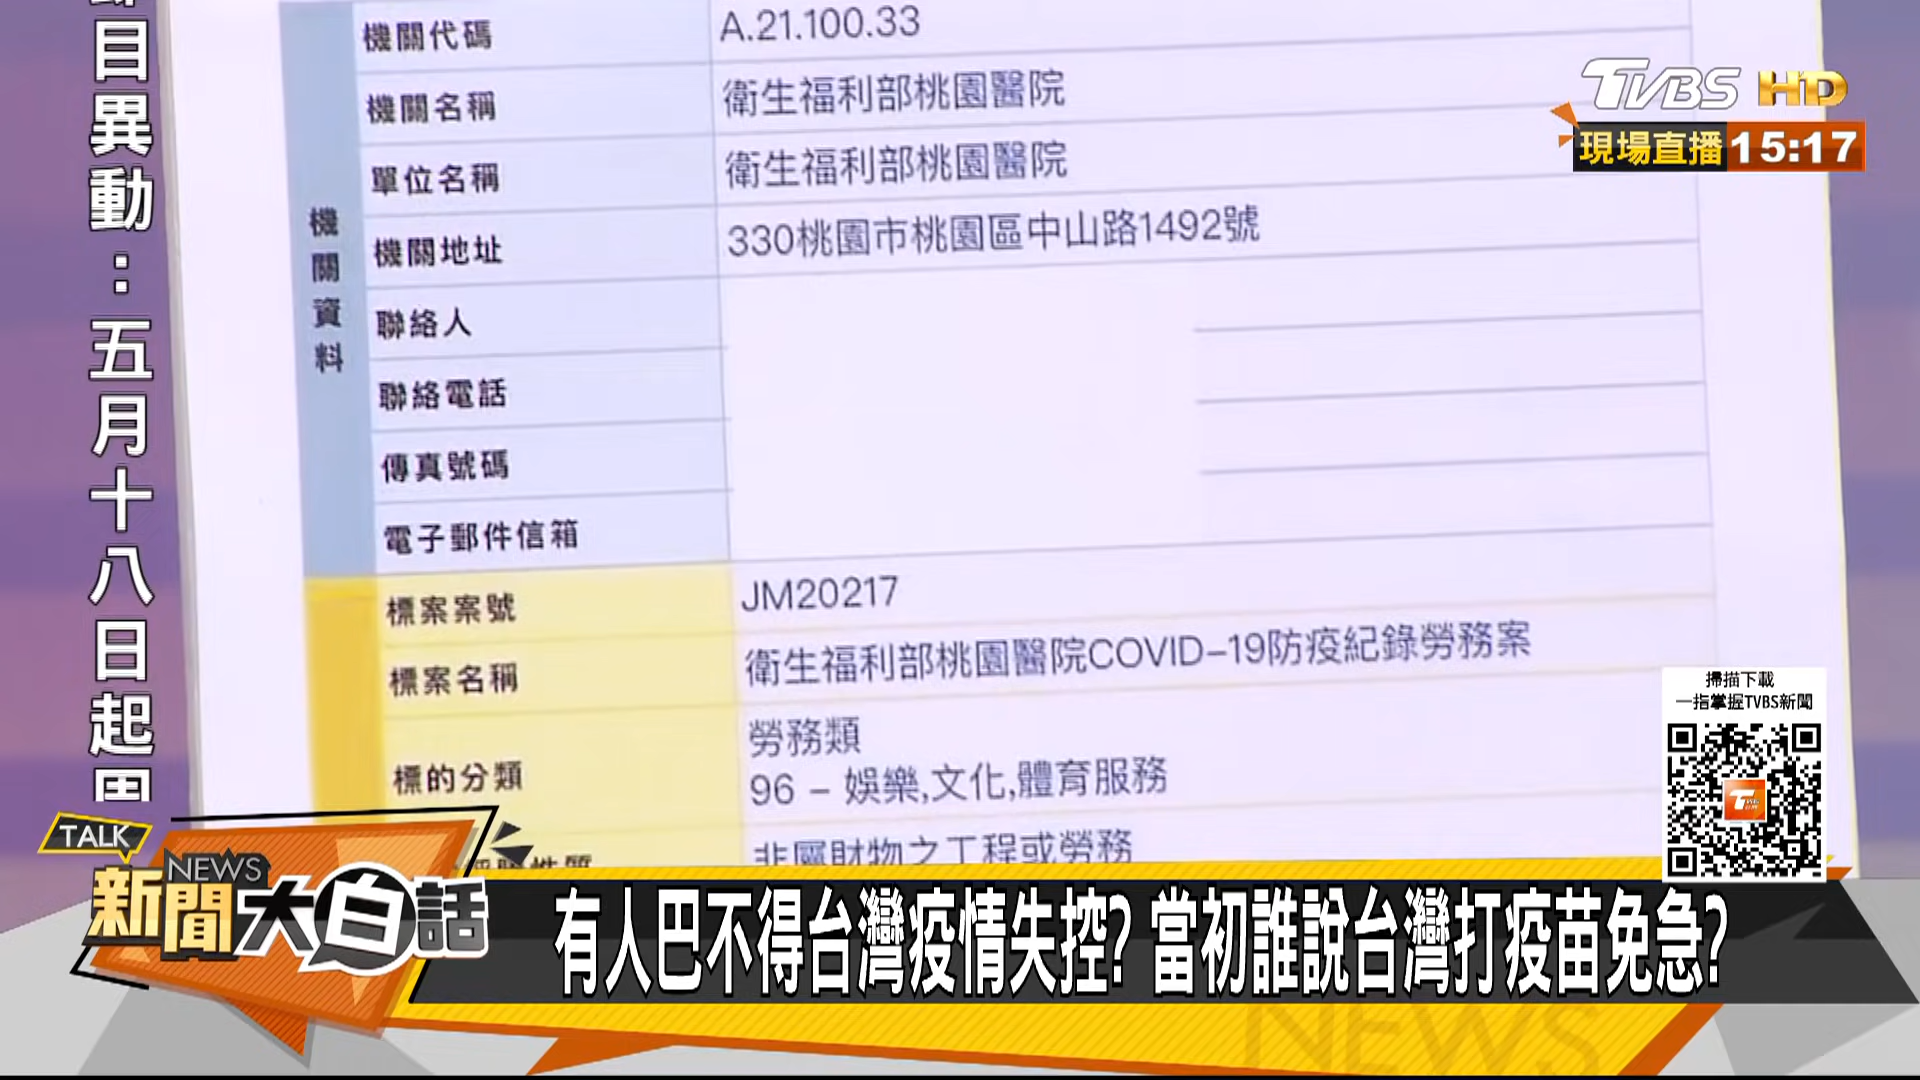 目異動：五月十八日起
TVBS HD
現場直播 15:17
機關資料
機關代碼 A.21.100.33
機關名稱 衛生福利部桃園醫院
單位名稱 衛生福利部桃園醫院
機關地址 330桃園市桃園區中山路1492號
聯絡人
聯絡電話
傳真號碼
電子郵件信箱
標案案號 JM20217
標案名稱 衛生福利部桃園醫院COVID-19防疫紀錄勞務案
標的分類 勞務類
96 - 娛樂,文化,體育服務
非屬財物之工程或勞務
掃描下載
一指掌握TVBS新聞
TALK
NEWS
新聞大白話
有人巴不得台灣疫情失控? 當初誰說台灣打疫苗免急?
NEWS